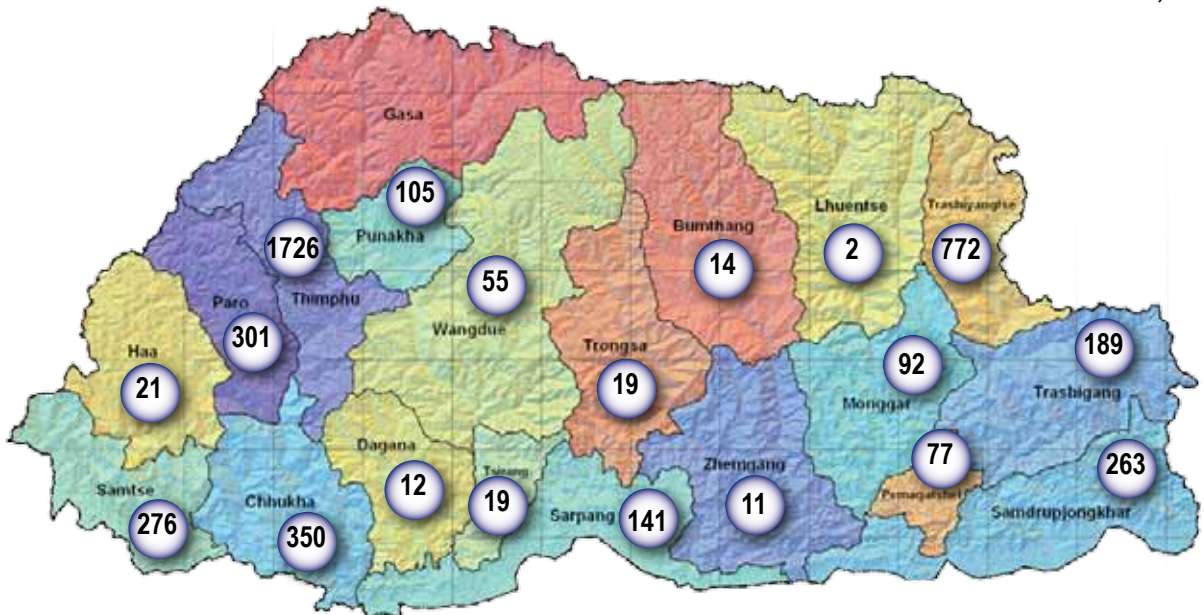 Gasa
105
Punakha
1726
Thimphu
Paro
301
Haa
21
55
Wangdue
Bumthang
14
Lhuentse
2
Trashiyangtse
772
Trongsa
19
92
Monggar
189
Trashigang
Samtse
276
Chhukha
350
Dagana
12
Tsirang
19
Sarpang
141
Zhemgang
11
77
Pemagatshel
263
Samdrupjongkhar